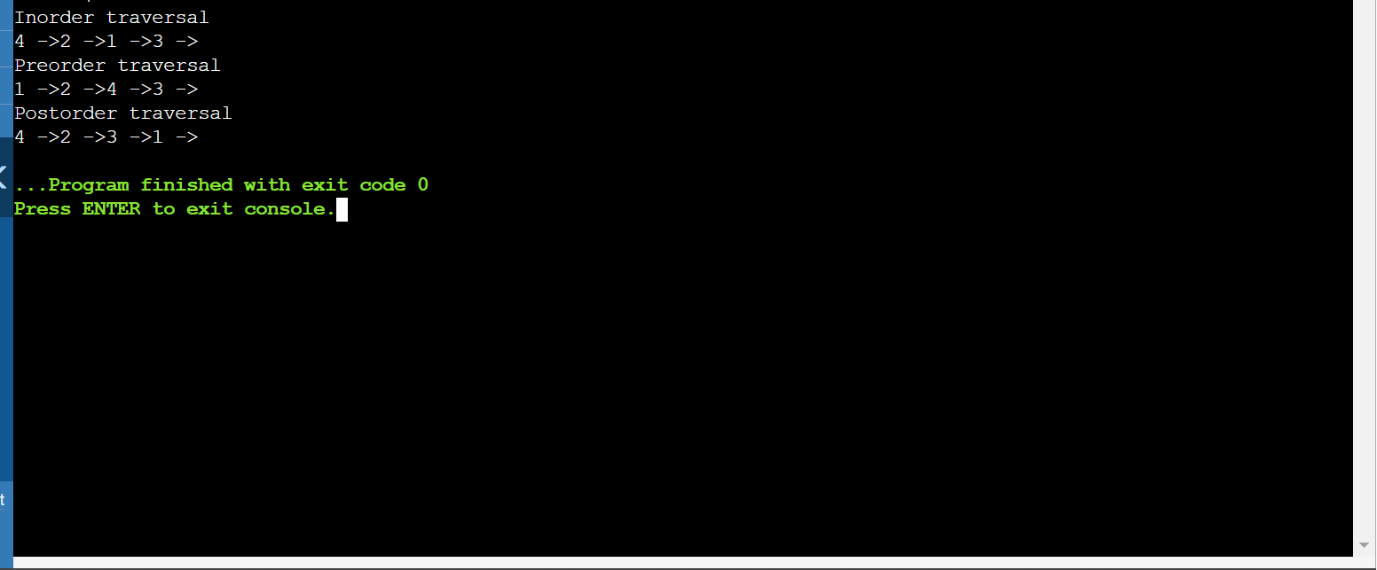 Inorder traversal
4 ->2 ->1 ->3 ->
Preorder traversal
1 ->2 ->4 ->3 ->
Postorder traversal
4 ->2 ->3 ->1 ->
...Program finished with exit code 0
Press ENTER to exit console.
t